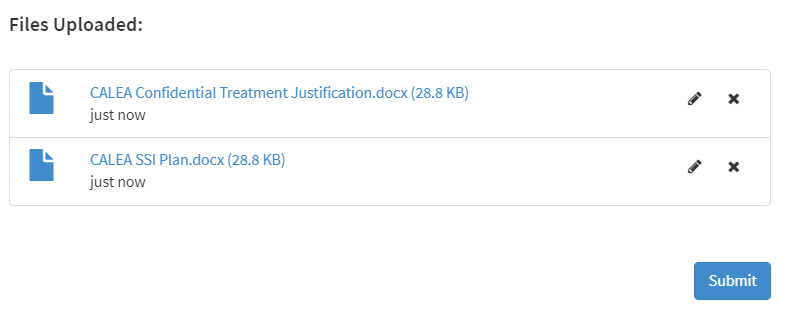 Files Uploaded:
CALEA Confidential Treatment Justification.docx (28.8 KB)
just now
CALEA SSI Plan.docx (28.8 KB)
just now
Submit